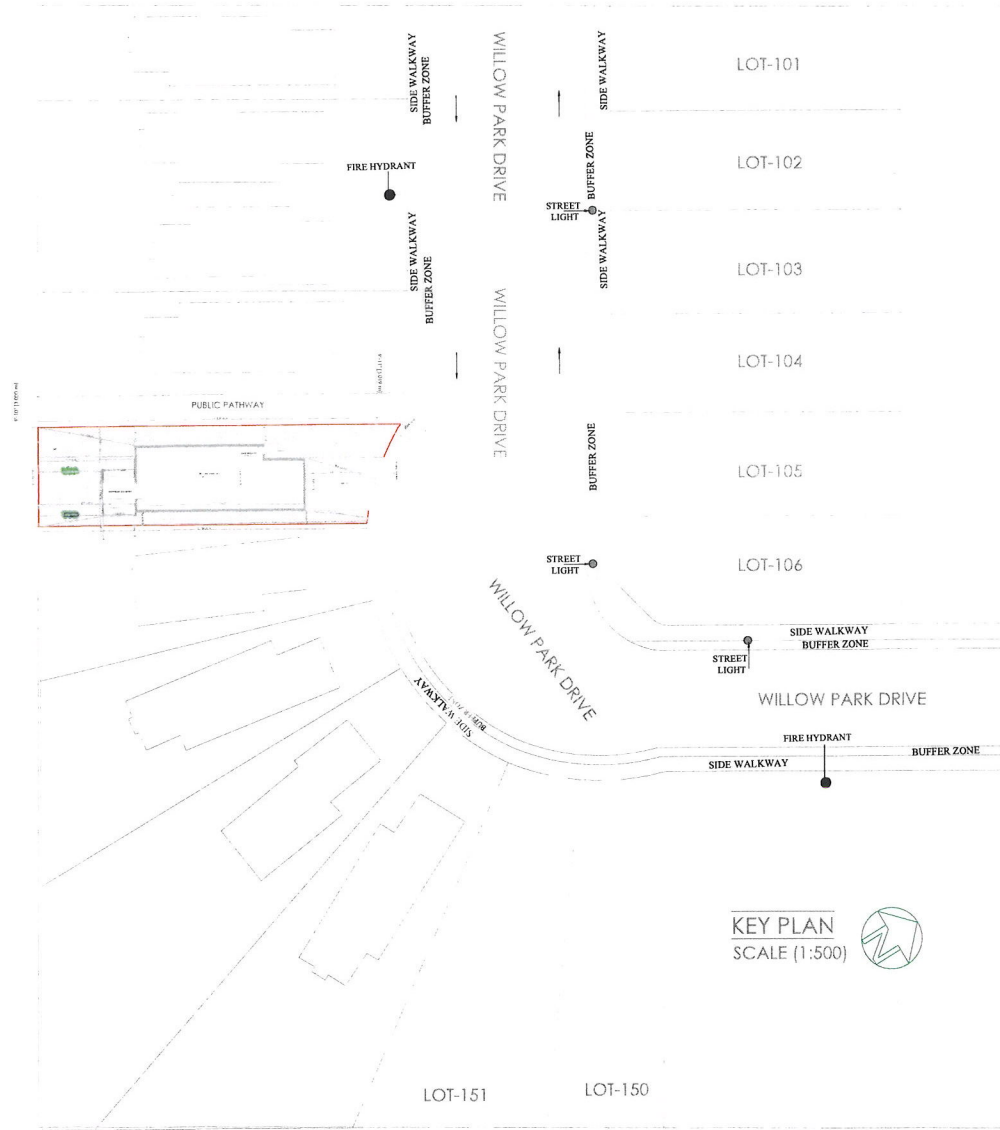 SIDE WALKWAY
BUFFER ZONE
WILLOW PARK DRIVE
SIDE WALKWAY
LOT-101
FIRE HYDRANT
BUFFER ZONE
LOT-102
STREET
LIGHT
SIDE WALKWAY
BUFFER ZONE
SIDE WALKWAY
LOT-103
WILLOW PARK DRIVE
LOT-104
PUBLIC PATHWAY
BUFFER ZONE
LOT-105
STREET
LIGHT
LOT-106
WILLOW PARK DRIVE
SIDE WALKWAY
BUFFER ZONE
STREET
LIGHT
WILLOW PARK DRIVE
BUFFER ZONE
SIDE WALKWAY
FIRE HYDRANT
BUFFER ZONE
SIDE WALKWAY
KEY PLAN
SCALE (1:500)
N
LOT-151
LOT-150